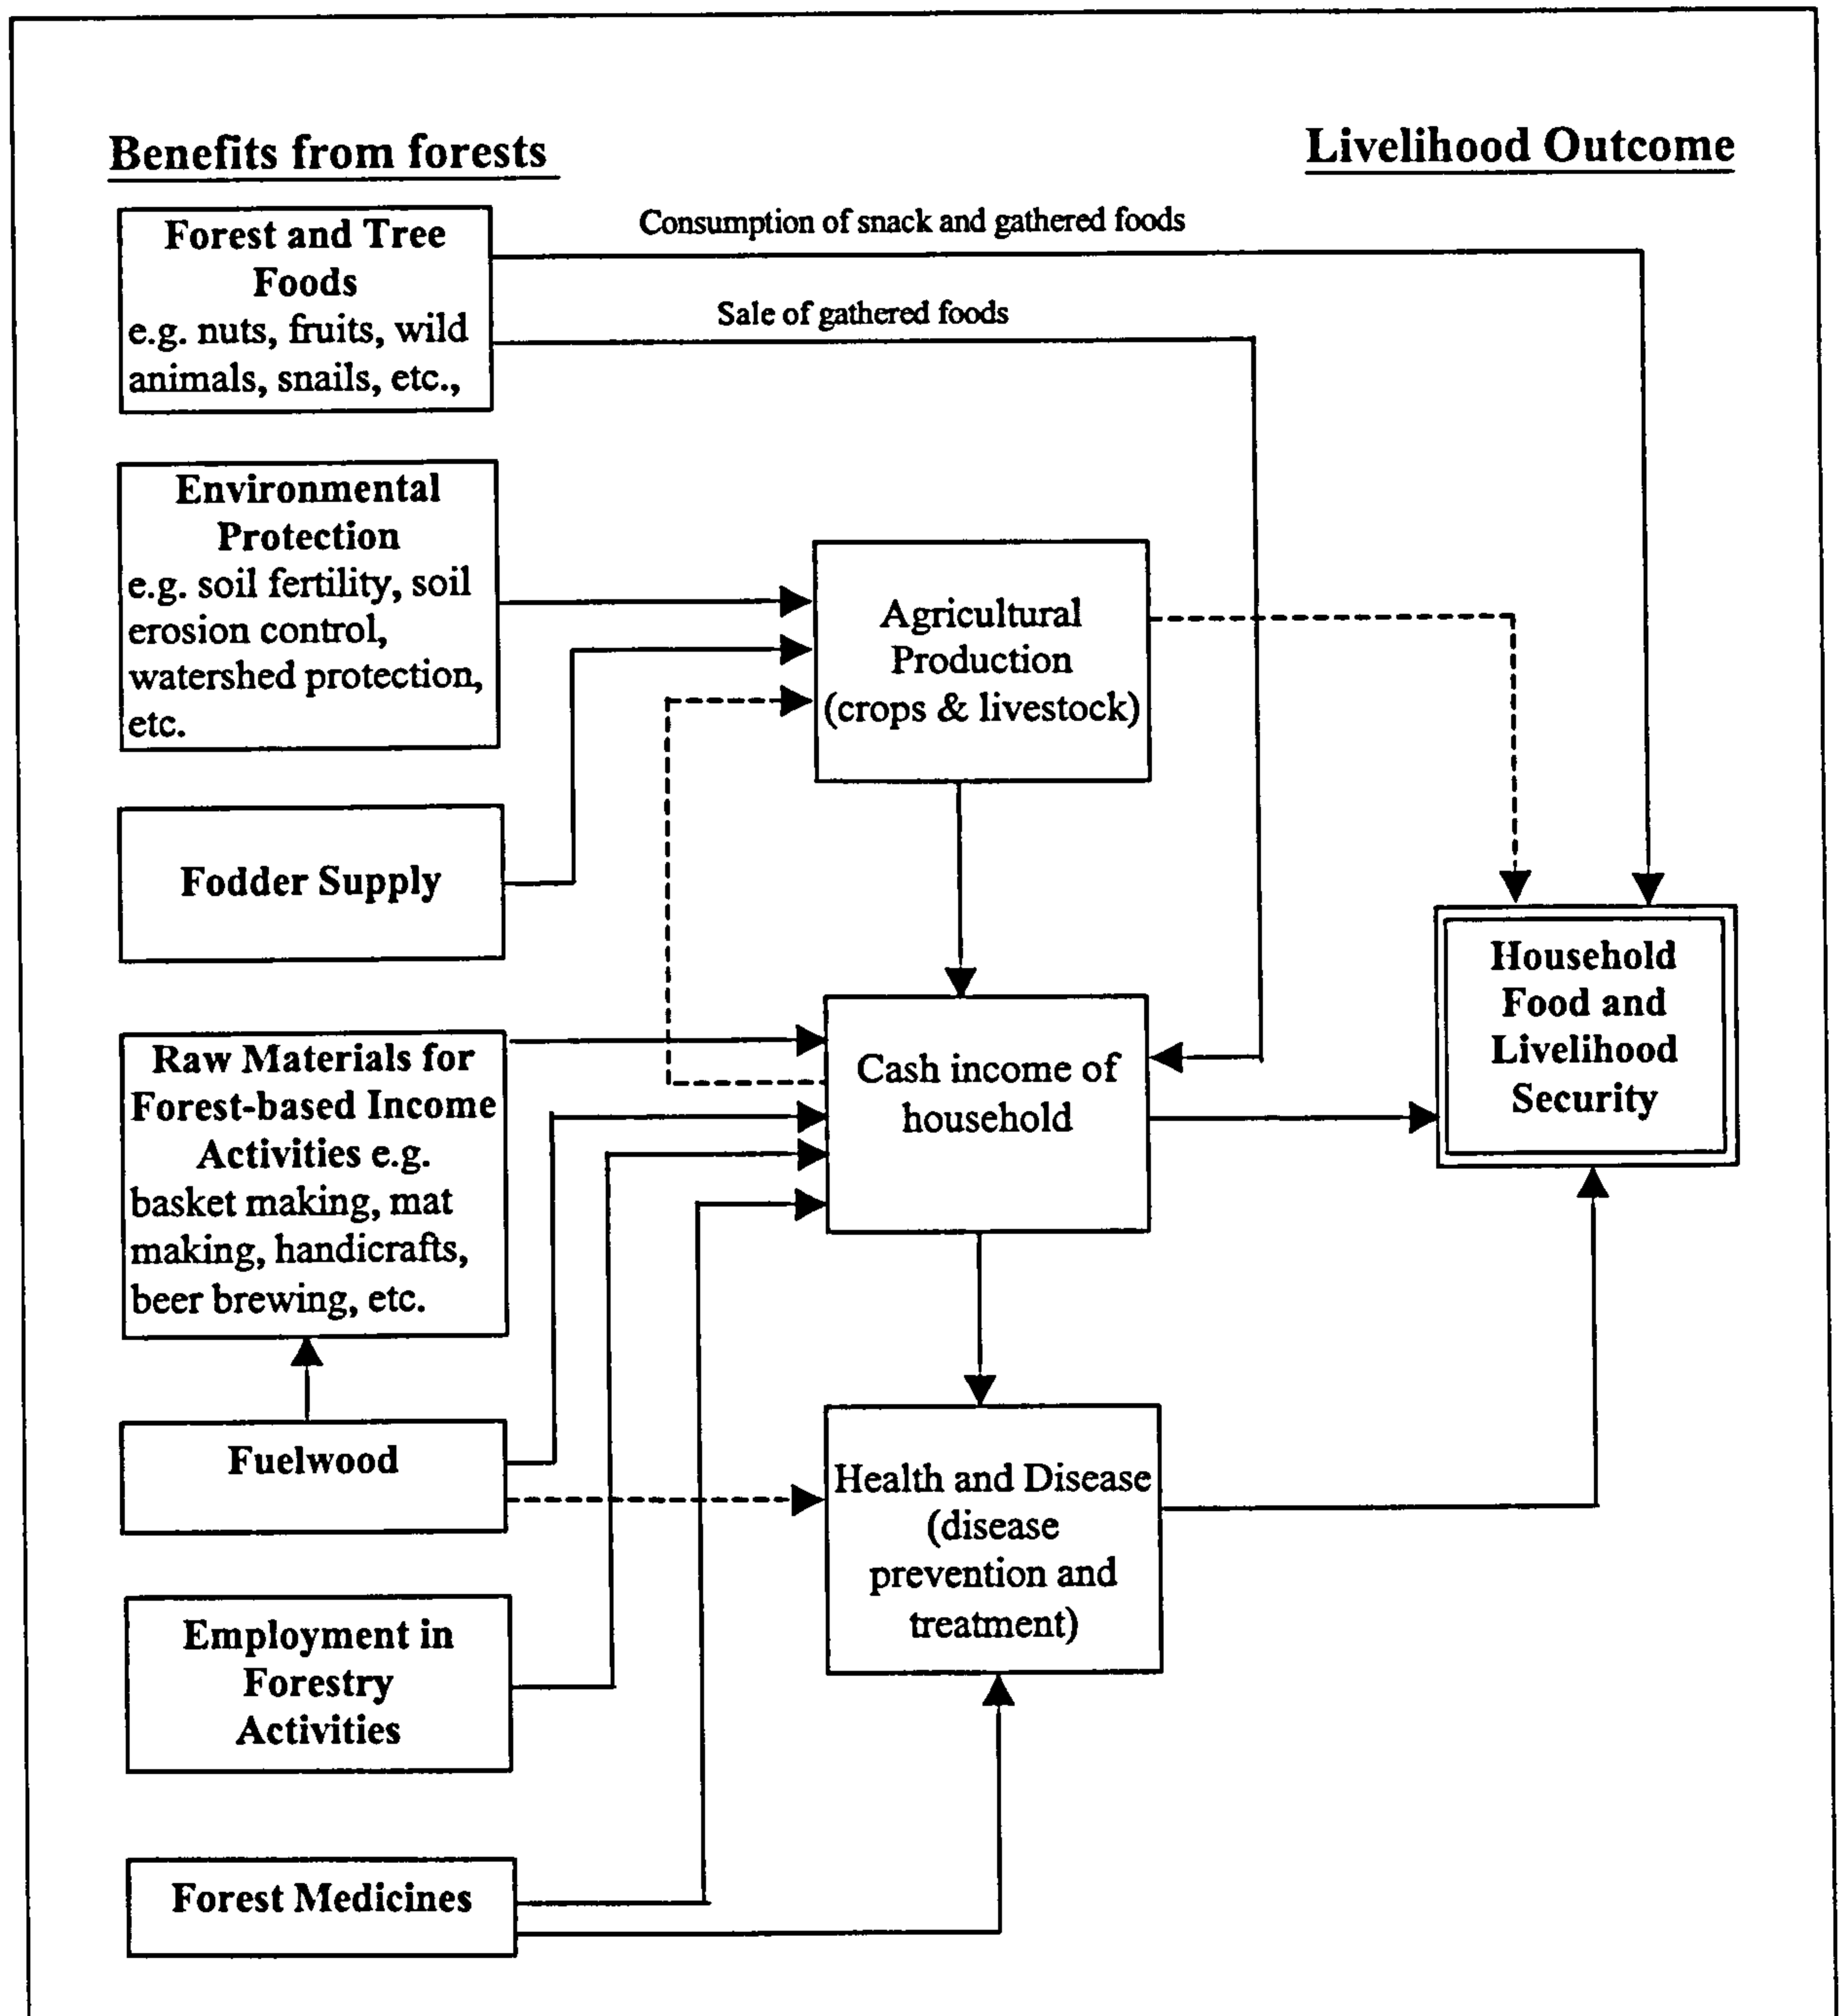 Benefits from forests
Livelihood Outcome
Forest and Tree
Foods
e.g. nuts, fruits, wild
animals, snails, etc.,
Consumption of snack and gathered foods
Sale of gathered foods
Environmental
Protection
e.g. soil fertility, soil
erosion control,
watershed protection,
etc.
Agricultural
Production
(crops & livestock)
Fodder Supply
Household
Food and
Livelihood
Security
Raw Materials for
Forest-based Income
Activities e.g.
basket making, mat
making, handicrafts,
beer brewing, etc.
Cash income of
household
Fuelwood
Health and Disease
(disease
prevention and
treatment)
Employment in
Forestry
Activities
Forest Medicines